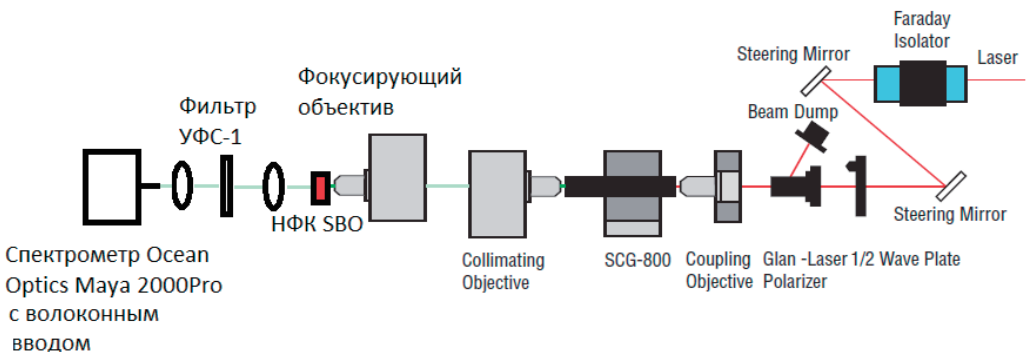 Faraday
Isolator
Laser
Steering Mirror
Beam Dump
Фокусирующий
объектив
Фильтр
УФС-1
НФК SBO
Steering Mirror
Спектрометр Ocean
Optics Maya 2000Pro
с волоконным
вводом
Collimating
Objective
SCG-800
Coupling
Objective
Glan -Laser
Polarizer
1/2 Wave Plate